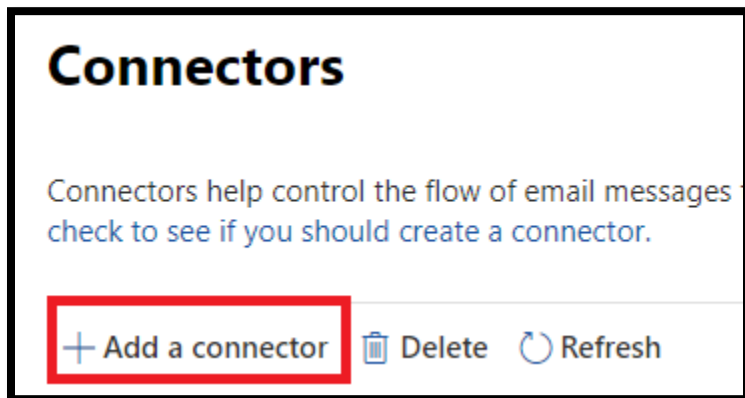 Connectors
Connectors help control the flow of email messages
check to see if you should create a connector.
Add a connector Delete Refresh